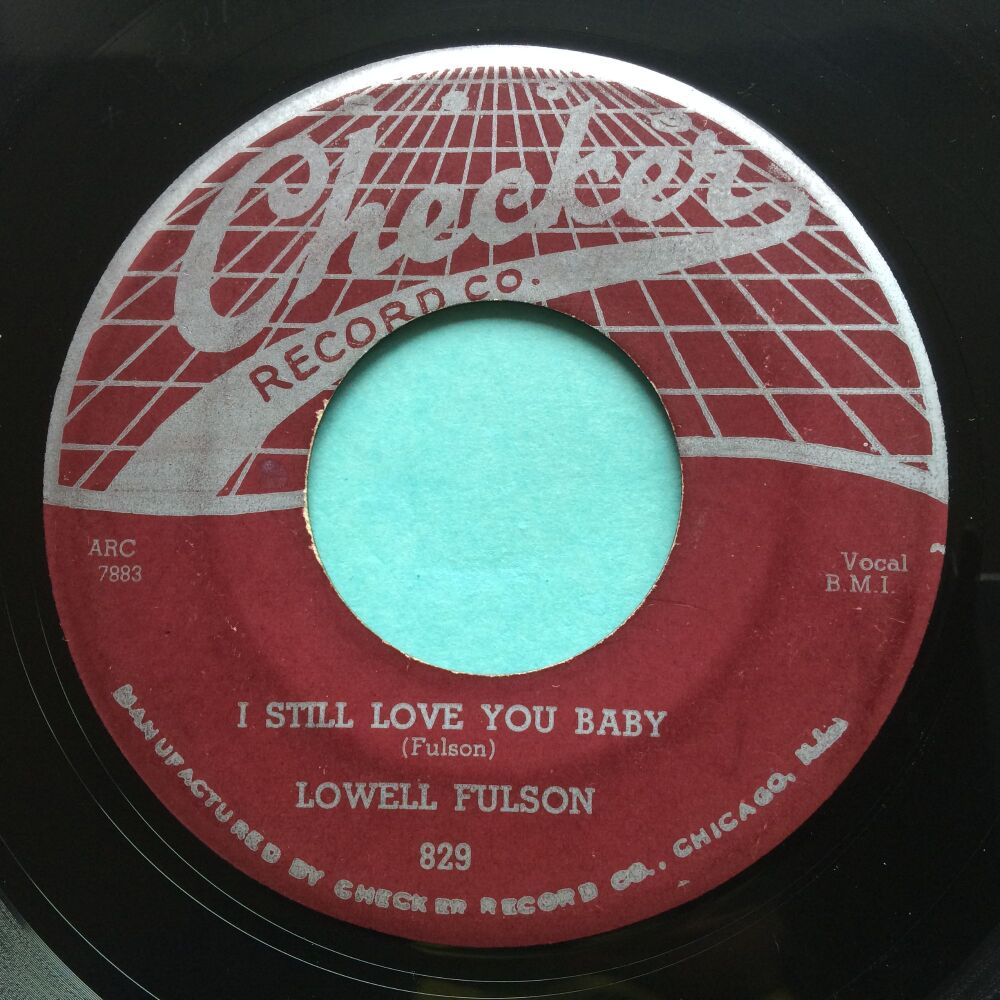 Checker
RECORD CO.
ARC
7883
Vocal
B.M.I.
I STILL LOVE YOU BABY
(Fulson)
LOWELL FULSON
829
MANUFACTURED BY CHECKER RECORD CO., CHICAGO,